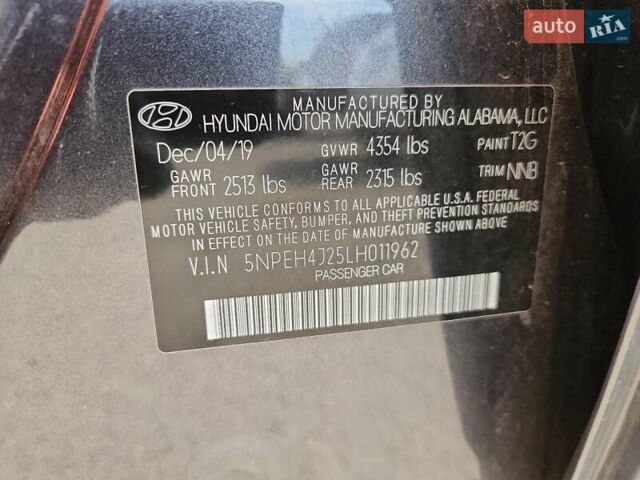 auto RIA.com
MANUFACTURED BY
HYUNDAI MOTOR MANUFACTURING ALABAMA, LLC
Dec/04/19 GVWR 4354 lbs PAINT T2G
GAWR FRONT 2513 lbs GAWR REAR 2315 lbs TRIM NNB
THIS VEHICLE CONFORMS TO ALL APPLICABLE U.S.A. FEDERAL
MOTOR VEHICLE SAFETY, BUMPER, AND THEFT PREVENTION STANDARDS
IN EFFECT ON THE DATE OF MANUFACTURE SHOWN ABOVE.
V.I.N 5NPEH4J25LH011962
PASSENGER CAR